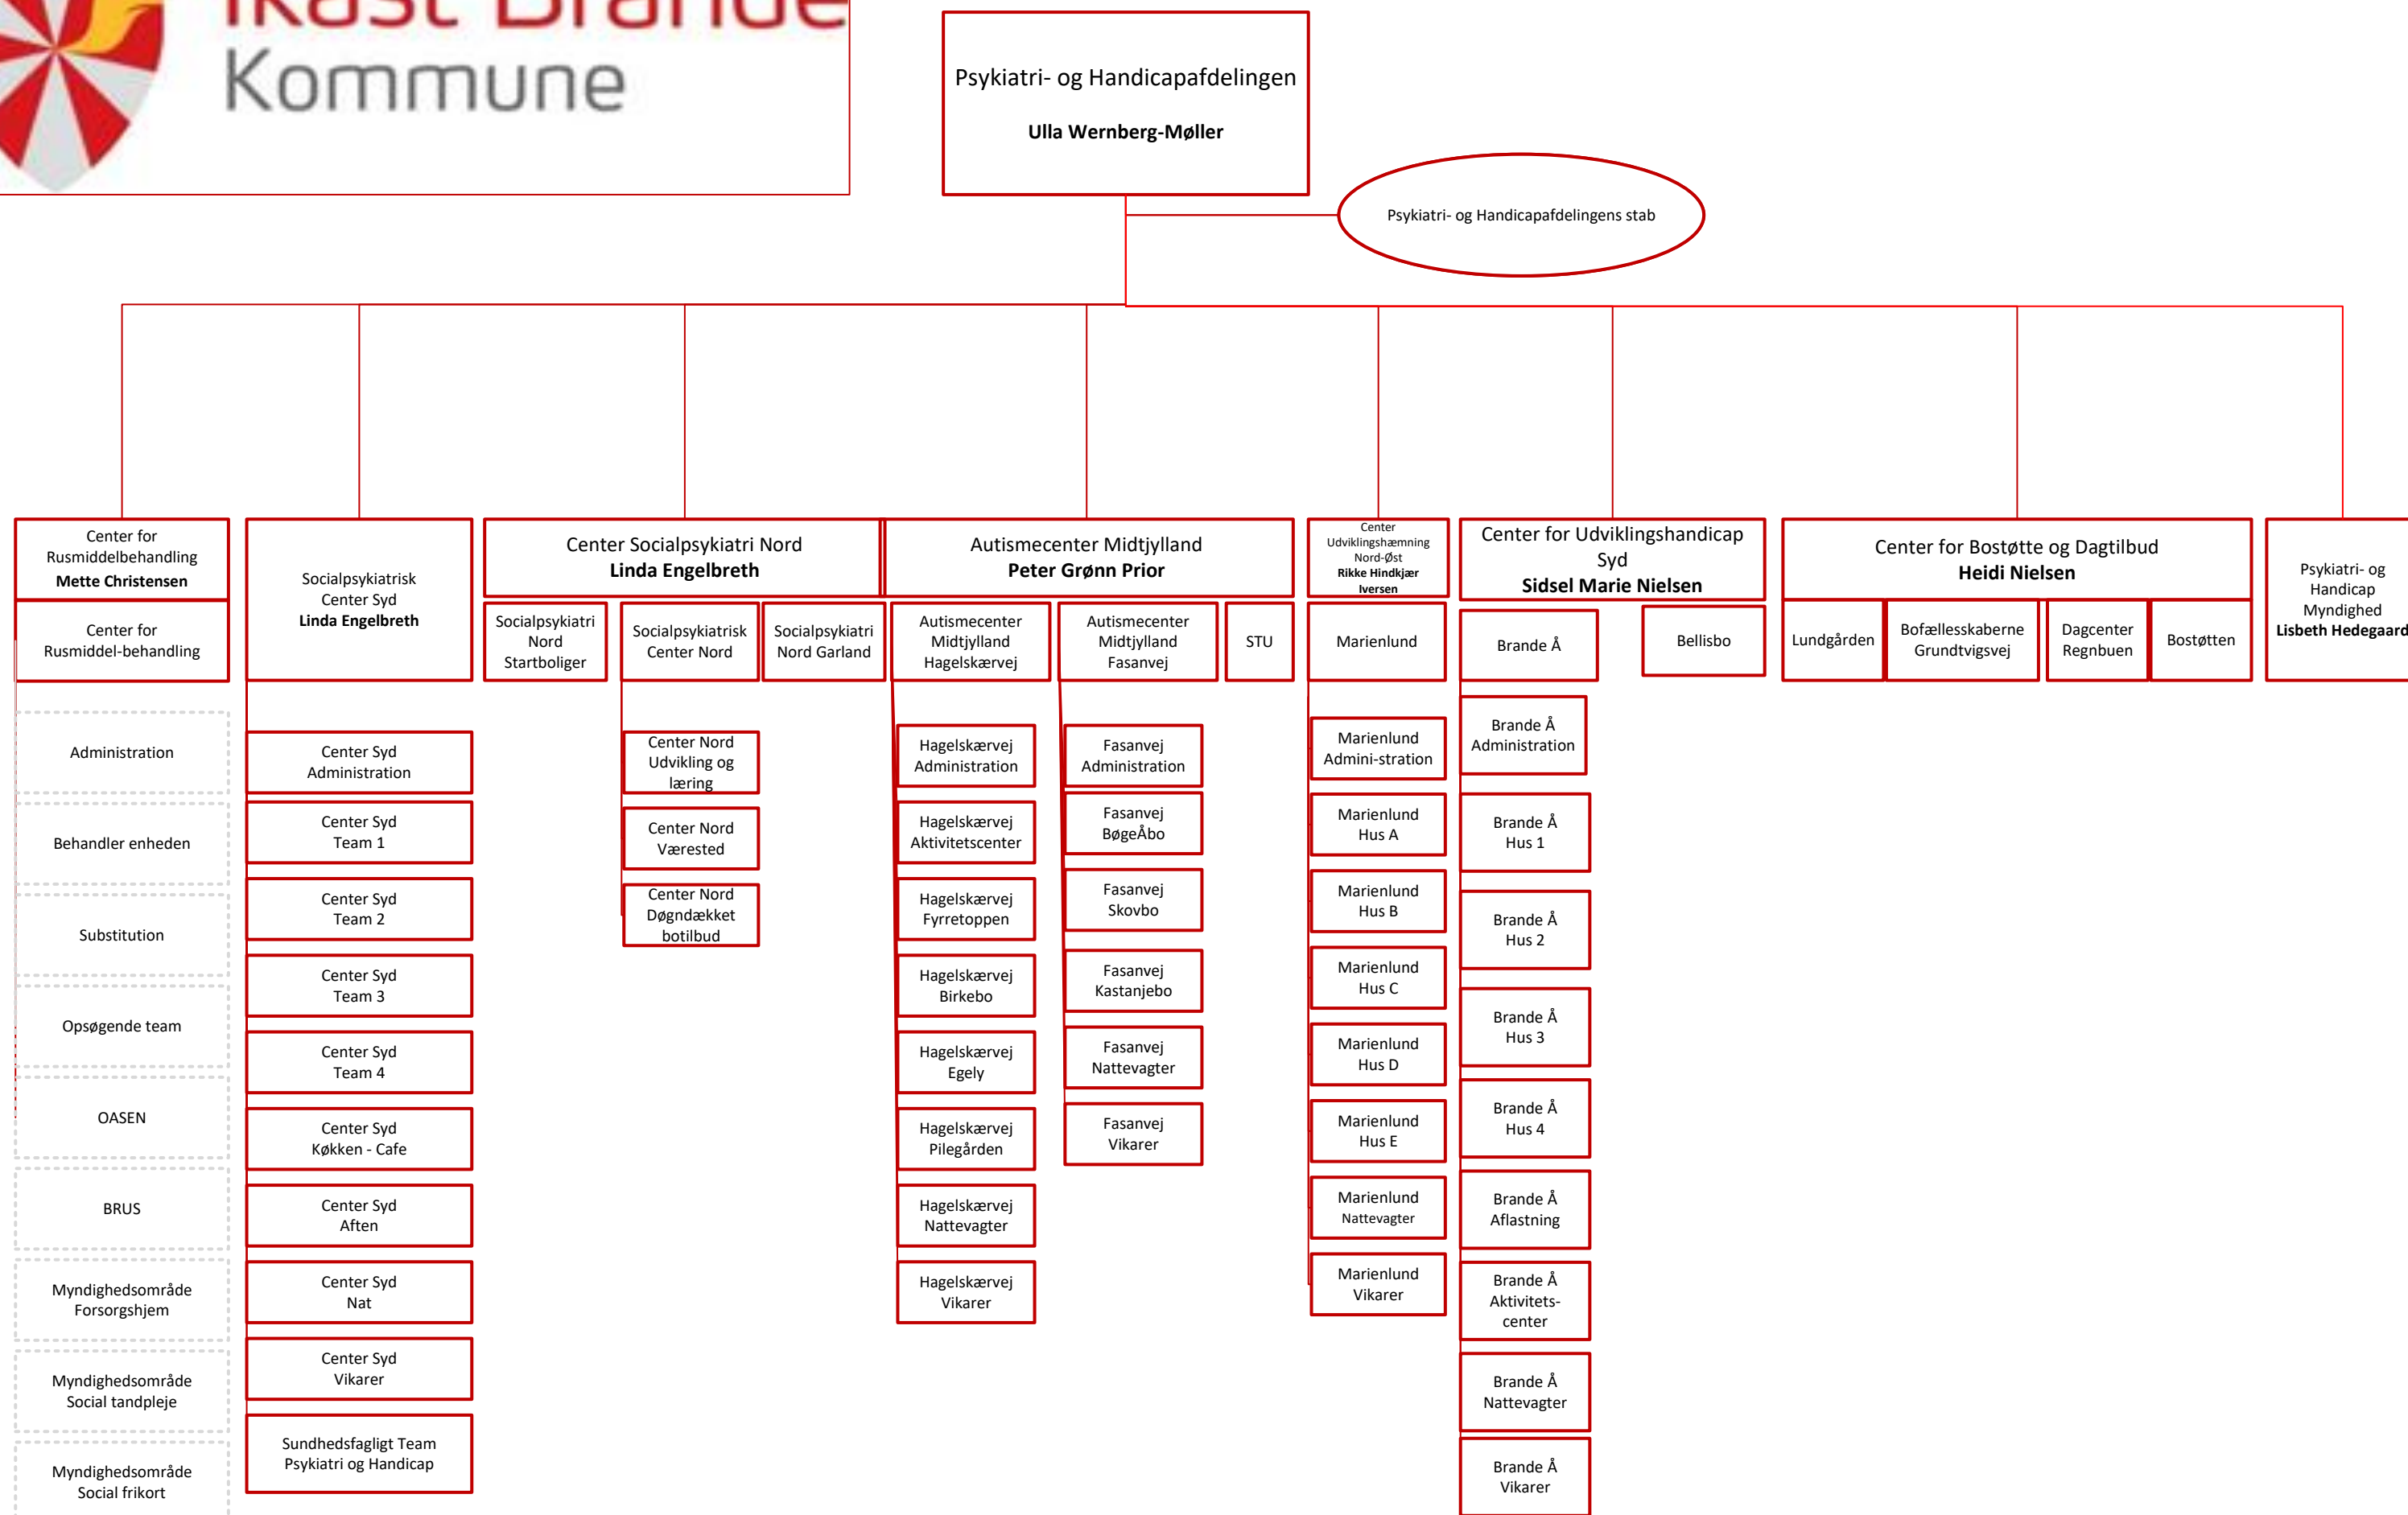 Ikast Brande
Kommune
Psykiatri- og Handicapafdelingen
Ulla Wernberg-Møller
Psykiatri- og Handicapafdelingens stab
Center for
Rusmiddelbehandling
Mette Christensen
Center for
Rusmiddel-behandling
Administration
Behandler enheden
Substitution
Opsøgende team
OASEN
BRUS
Myndighedsområde
Forsorgshjem
Myndighedsområde
Social tandpleje
Myndighedsområde
Social frikort
Socialpsykiatrisk
Center Syd
Linda Engelbreth
Center Syd
Administration
Center Syd
Team 1
Center Syd
Team 2
Center Syd
Team 3
Center Syd
Team 4
Center Syd
Køkken - Cafe
Center Syd
Aften
Center Syd
Nat
Center Syd
Vikarer
Sundhedsfagligt Team
Psykiatri og Handicap
Center Socialpsykiatri Nord
Linda Engelbreth
Socialpsykiatri
Nord
Startboliger
Socialpsykiatrisk
Center Nord
Socialpsykiatri
Nord Garland
Center Nord
Udvikling og
læring
Center Nord
Værested
Center Nord
Døgndækket
botilbud
Autismecenter Midtjylland
Peter Grønn Prior
Autismecenter
Midtjylland
Hagelskærvej
Autismecenter
Midtjylland
Fasanvej
STU
Hagelskærvej
Administration
Hagelskærvej
Aktivitetscenter
Hagelskærvej
Fyrretoppen
Hagelskærvej
Birkebo
Hagelskærvej
Egely
Hagelskærvej
Pilegården
Hagelskærvej
Nattevagter
Hagelskærvej
Vikarer
Fasanvej
Administration
Fasanvej
BøgeÅbo
Fasanvej
Skovbo
Fasanvej
Kastanjebo
Fasanvej
Nattevagter
Fasanvej
Vikarer
Center
Udviklingshæmning
Nord-Øst
Rikke Hindkjær
Iversen
Marienlund
Marienlund
Admini-stration
Marienlund
Hus A
Marienlund
Hus B
Marienlund
Hus C
Marienlund
Hus D
Marienlund
Hus E
Marienlund
Nattevagter
Marienlund
Vikarer
Center for Udviklingshandicap
Syd
Sidsel Marie Nielsen
Brande Å
Bellisbo
Brande Å
Administration
Brande Å
Hus 1
Brande Å
Hus 2
Brande Å
Hus 3
Brande Å
Hus 4
Brande Å
Aflastning
Brande Å
Aktivitets-
center
Brande Å
Nattevagter
Brande Å
Vikarer
Center for Bostøtte og Dagtilbud
Heidi Nielsen
Lundgården
Bofællesskaberne
Grundtvigsvej
Dagcenter
Regnbuen
Bostøtten
Psykiatri- og
Handicap
Myndighed
Lisbeth Hedegaard